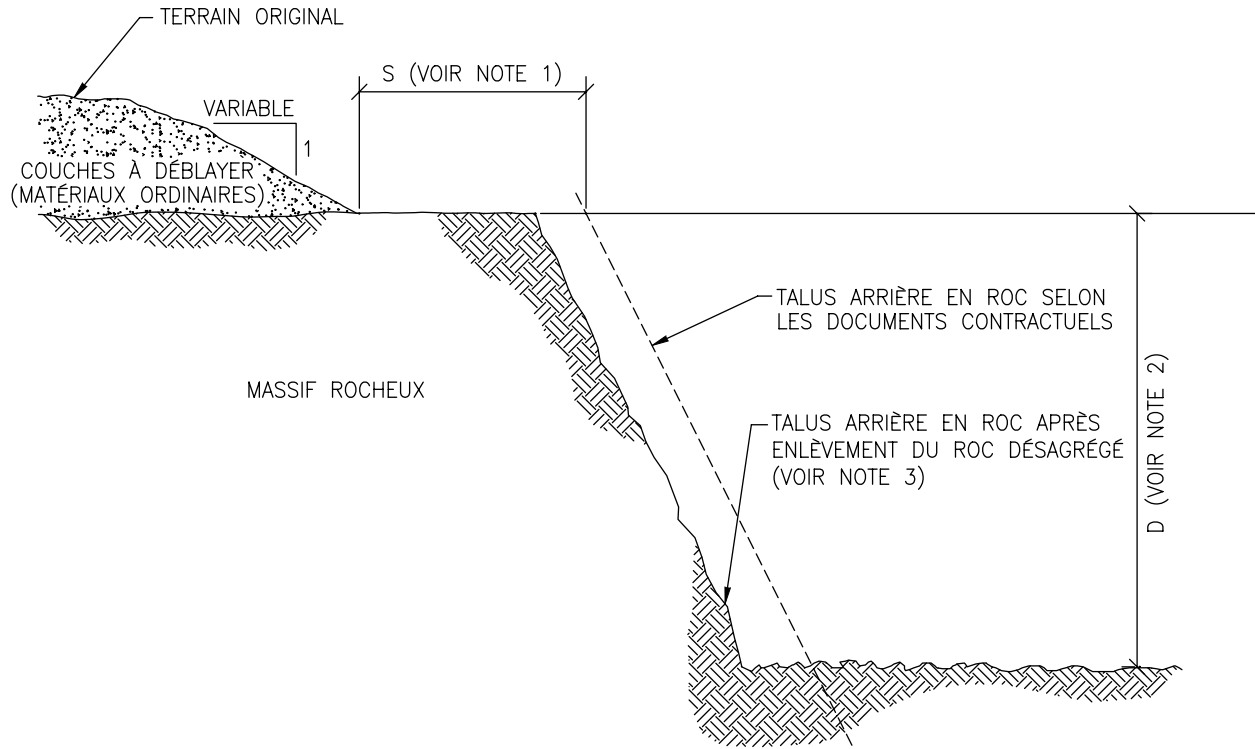 TERRAIN ORIGINAL
S (VOIR NOTE 1)
VARIABLE
1
COUCHES À DÉBLAYER
(MATÉRIAUX ORDINAIRES)
TALUS ARRIÈRE EN ROC SELON
LES DOCUMENTS CONTRACTUELS
MASSIF ROCHEUX
D (VOIR NOTE 2)
TALUS ARRIÈRE EN ROC APRÈS
ENLÈVEMENT DU ROC DÉSAGRÉGÉ
(VOIR NOTE 3)